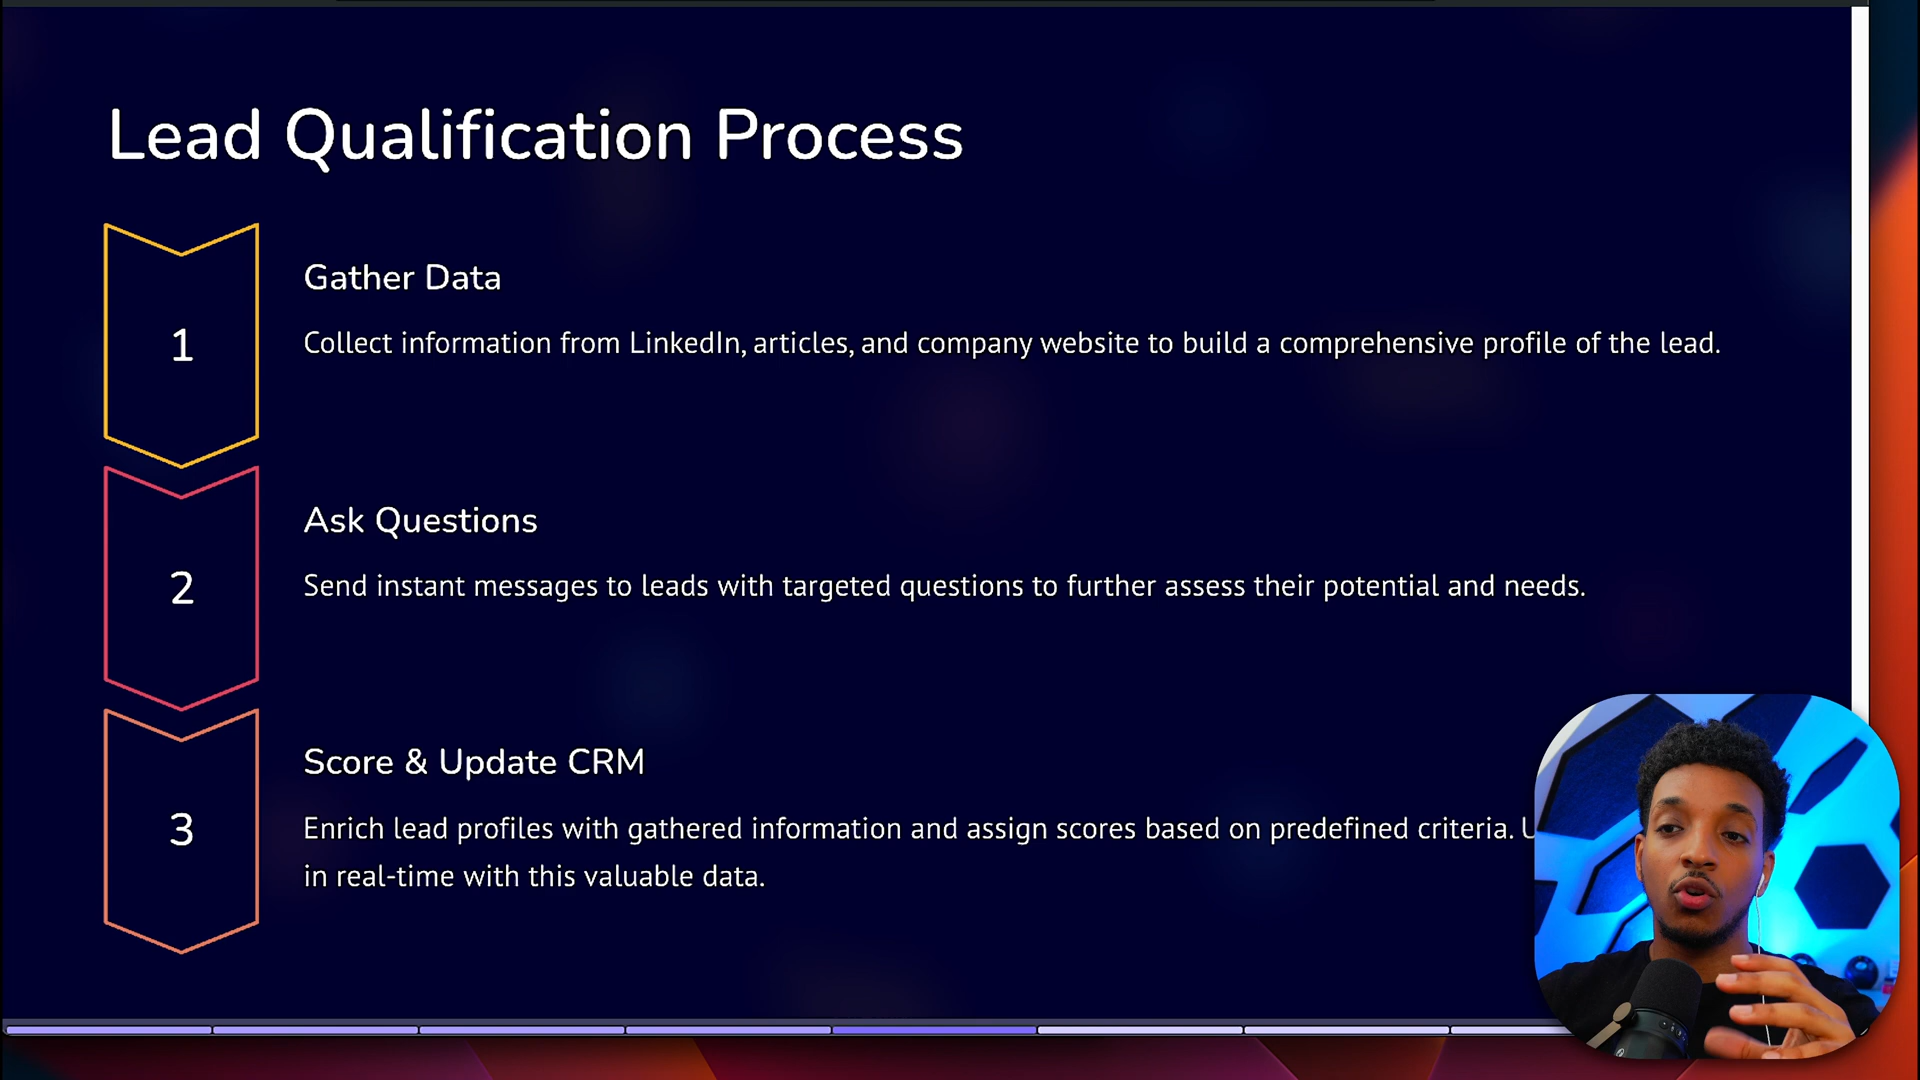 Lead Qualification Process
1
Gather Data
Collect information from LinkedIn, articles, and company website to build a comprehensive profile of the lead.
2
Ask Questions
Send instant messages to leads with targeted questions to further assess their potential and needs.
3
Score & Update CRM
Enrich lead profiles with gathered information and assign scores based on predefined criteria.
in real-time with this valuable data.